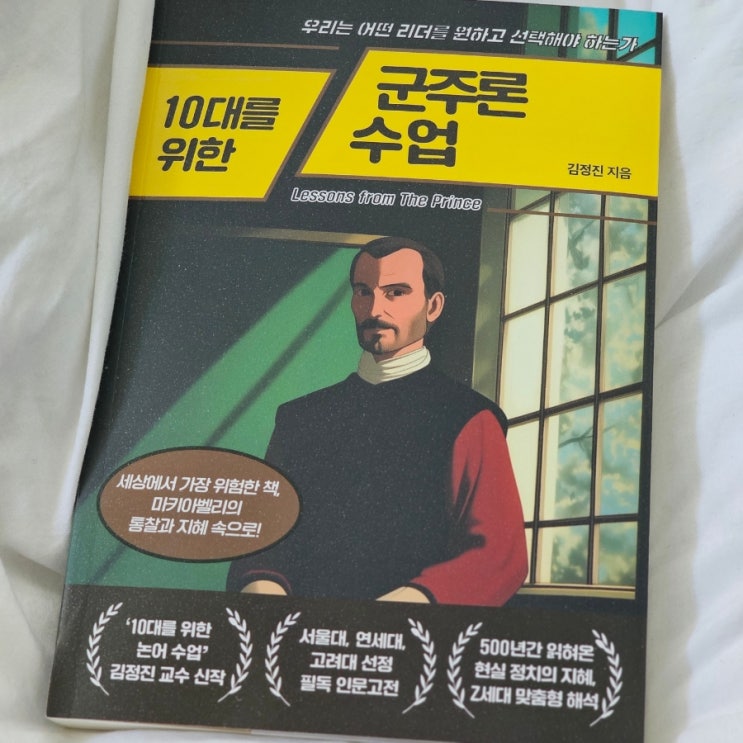 우리는 어떤 리더를 원하고 선택해야 하는가
10대를
위한
군주론
수업
김정진 지음
Lessons from The Prince
세상에서 가장 위험한 책,
마키아벨리의
통찰과 지혜 속으로!
'10대를 위한
논어 수업'
김정진 교수 신작
서울대, 연세대,
고려대 선정
필독 인문고전
500년간 읽혀온
현실 정치의 지혜,
Z세대 맞춤형 해석